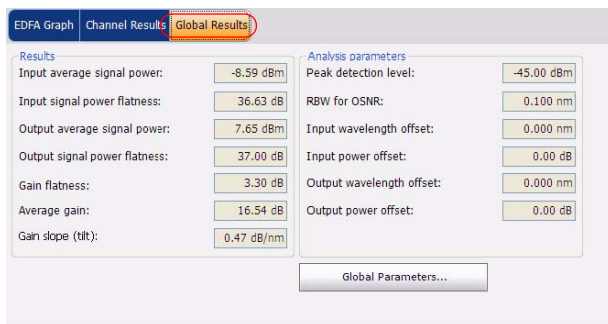 EDFA Graph Channel Results Global Results
Results
Input average signal power: -8.59 dBm
Input signal power flatness: 36.63 dB
Output average signal power: 7.65 dBm
Output signal power flatness: 37.00 dB
Gain flatness: 3.30 dB
Average gain: 16.54 dB
Gain slope (tilt): 0.47 dB/nm
Analysis parameters
Peak detection level: -45.00 dBm
RBW for OSNR: 0.100 nm
Input wavelength offset: 0.000 nm
Input power offset: 0.00 dB
Output wavelength offset: 0.000 nm
Output power offset: 0.00 dB
Global Parameters...